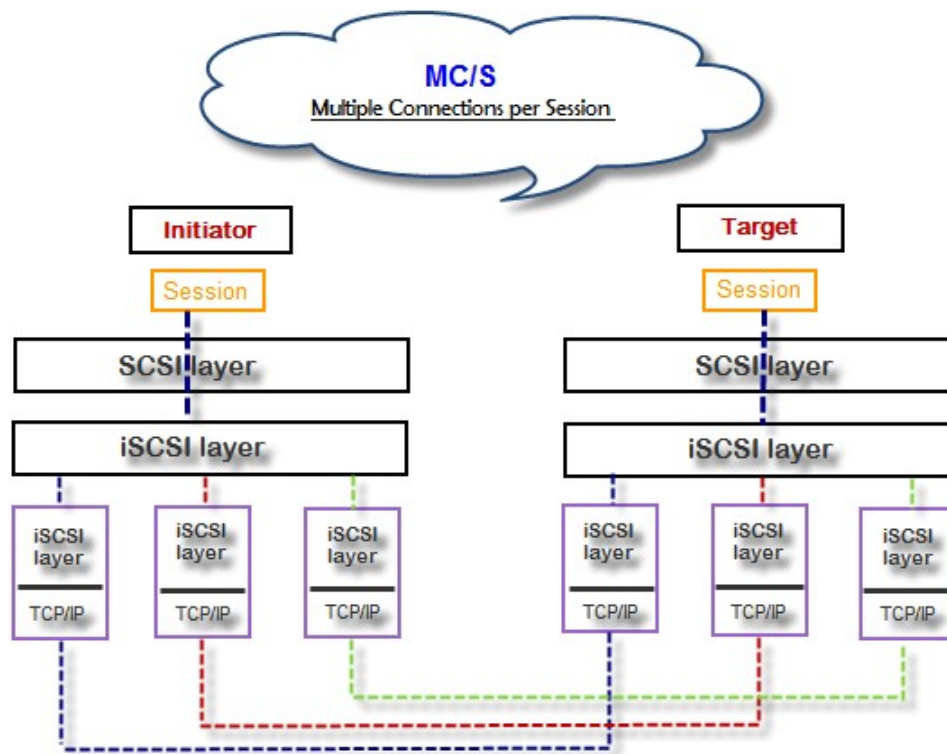 MC/S
Multiple Connections per Session
Initiator
Target
Session
Session
SCSI layer
SCSI layer
iSCSI layer
iSCSI layer
iSCSI
layer
TCP/IP
iSCSI
layer
TCP/IP
iSCSI
layer
TCP/IP
iSCSI
layer
TCP/IP
iSCSI
layer
TCP/IP
iSCSI
layer
TCP/IP